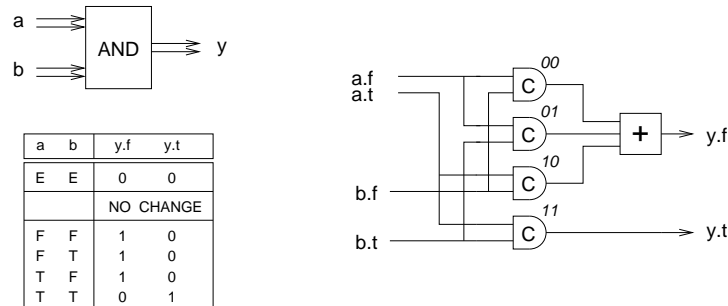 a
AND
y
b
a b y.f y.t
E E 0 0
NO CHANGE
F F 1 0
F T 1 0
T F 1 0
T T 0 1
00
a.f
a.t
C
01
C
+
y.f
10
b.f
C
11
b.t
C
y.t